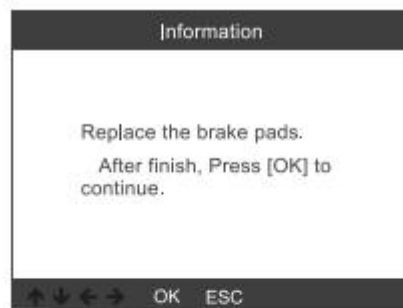 Information
Replace the brake pads.
After finish, Press [OK] to
continue.
OK ESC